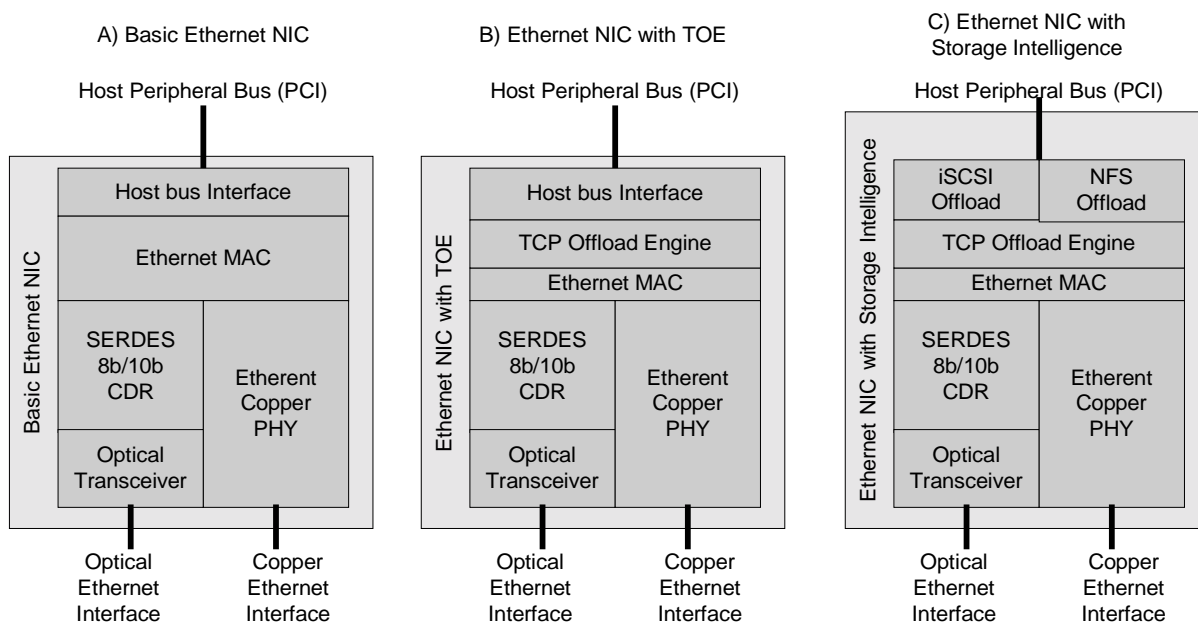 A) Basic Ethernet NIC
Host Peripheral Bus (PCI)
Basic Ethernet NIC
Host bus Interface
Ethernet MAC
SERDES
8b/10b
CDR
Etherent
Copper
PHY
Optical
Transceiver
Optical
Ethernet
Interface
Copper
Ethernet
Interface
B) Ethernet NIC with TOE
Host Peripheral Bus (PCI)
Ethernet NIC with TOE
Host bus Interface
TCP Offload Engine
Ethernet MAC
SERDES
8b/10b
CDR
Etherent
Copper
PHY
Optical
Transceiver
Optical
Ethernet
Interface
Copper
Ethernet
Interface
C) Ethernet NIC with
Storage Intelligence
Host Peripheral Bus (PCI)
Ethernet NIC with Storage Intelligence
iSCSI
Offload
NFS
Offload
TCP Offload Engine
Ethernet MAC
SERDES
8b/10b
CDR
Etherent
Copper
PHY
Optical
Transceiver
Optical
Ethernet
Interface
Copper
Ethernet
Interface